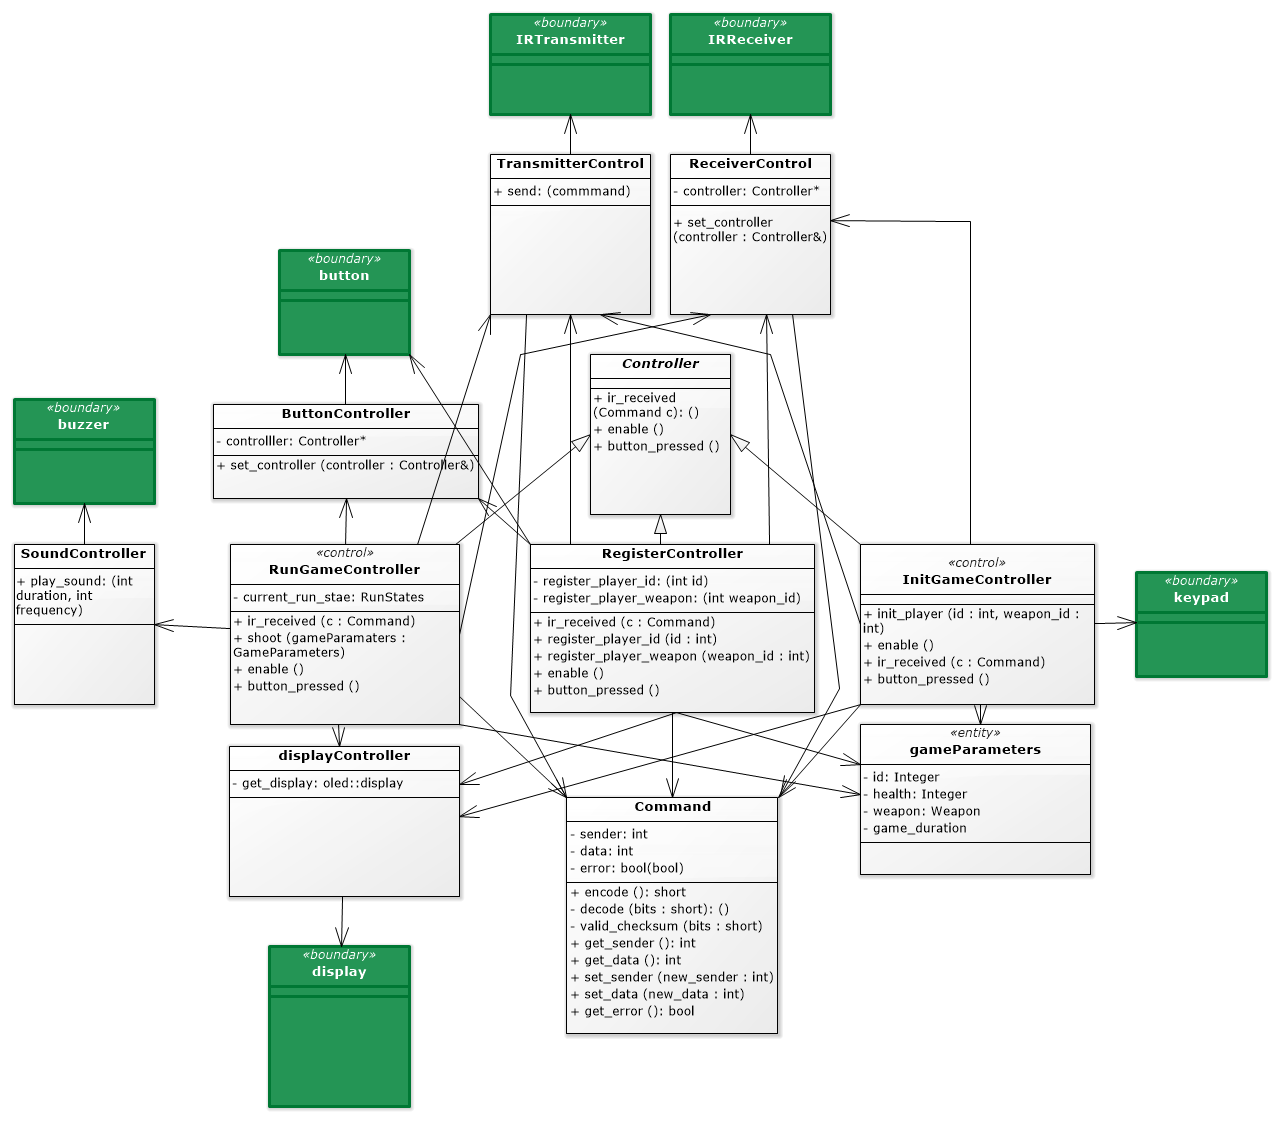 «boundary»
IRTransmitter
«boundary»
IRReceiver
TransmitterControl
+ send: (commmand)
ReceiverControl
- controller: Controller*
+ set_controller
(controller : Controller&)
«boundary»
button
Controller
+ ir_received
(Command c): ()
+ enable ()
+ button_pressed ()
«boundary»
buzzer
ButtonController
- controlller: Controller*
+ set_controller (controller : Controller&)
SoundController
+ play_sound: (int
duration, int
frequency)
«control»
RunGameController
- current_run_stae: RunStates
+ ir_received (c : Command)
+ shoot (gameParamaters :
GameParameters)
+ enable ()
+ button_pressed ()
RegisterController
- register_player_id: (int id)
- register_player_weapon: (int weapon_id)
+ ir_received (c : Command)
+ register_player_id (id : int)
+ register_player_weapon (weapon_id : int)
+ enable ()
+ button_pressed ()
«control»
InitGameController
+ init_player (id : int, weapon_id :
int)
+ enable ()
+ ir_received (c : Command)
+ button_pressed ()
«boundary»
keypad
displayController
- get_display: oled::display
«entity»
gameParameters
- id: Integer
- health: Integer
- weapon: Weapon
- game_duration
Command
- sender: int
- data: int
- error: bool(bool)
+ encode (): short
- decode (bits : short): ()
- valid_checksum (bits : short)
+ get_sender (): int
+ get_data (): int
+ set_sender (new_sender : int)
+ set_data (new_data : int)
+ get_error (): bool
«boundary»
display